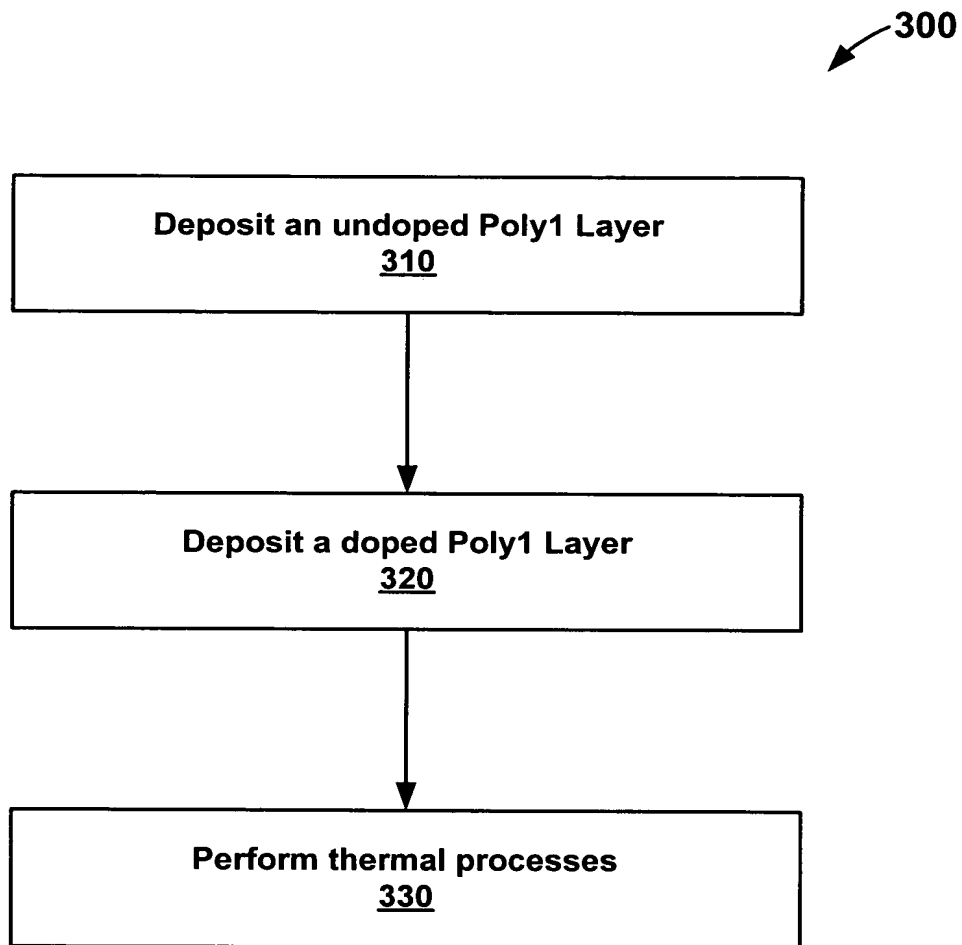 300
Deposit an undoped Poly1 Layer
310
Deposit a doped Poly1 Layer
320
Perform thermal processes
330